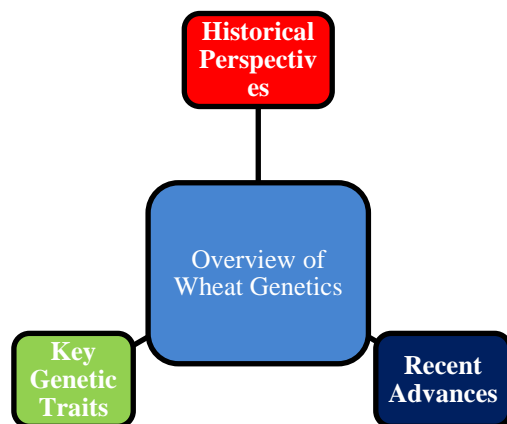 Historical
Perspectiv
es
Overview of
Wheat Genetics
Key
Genetic
Traits
Recent
Advances